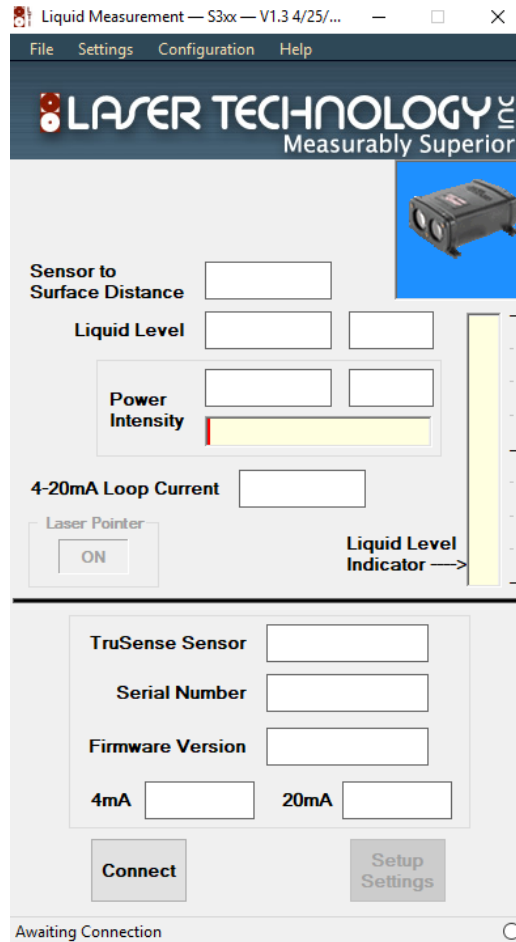 Liquid Measurement — S3xx — V1.3 4/25/...
File Settings Configuration Help
LASER TECHNOLOGY INC
Measurably Superior
Sensor to
Surface Distance
Liquid Level
Power
Intensity
4-20mA Loop Current
Laser Pointer
ON
Liquid Level
Indicator ---->
TruSense Sensor
Serial Number
Firmware Version
4mA 20mA
Connect
Setup
Settings
Awaiting Connection